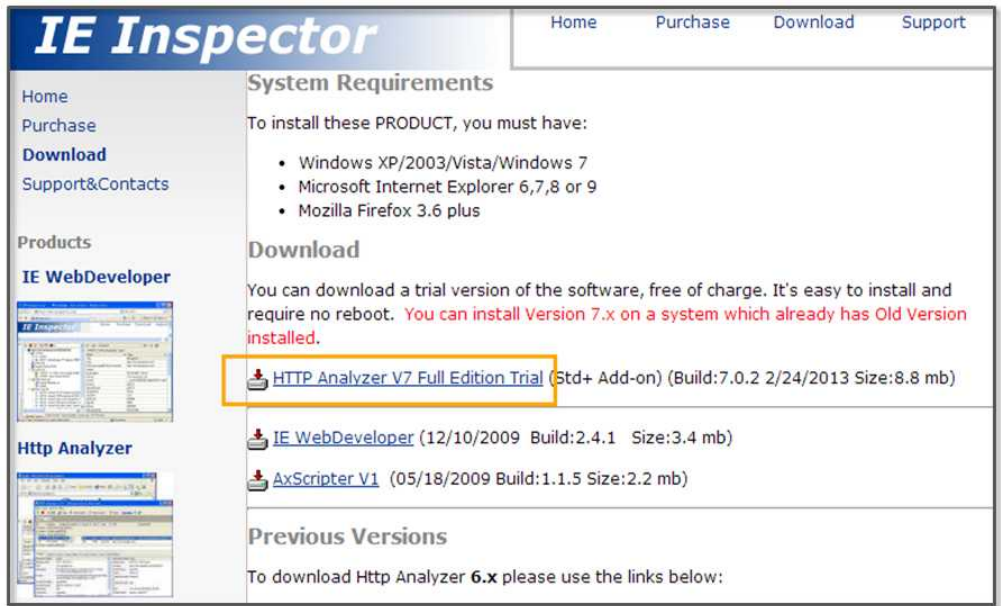 IE Inspector
Home Purchase Download Support
Home
Purchase
Download
Support&Contacts
Products
IE WebDeveloper
Http Analyzer
System Requirements
To install these PRODUCT, you must have:
• Windows XP/2003/Vista/Windows 7
• Microsoft Internet Explorer 6,7,8 or 9
• Mozilla Firefox 3.6 plus
Download
You can download a trial version of the software, free of charge. It's easy to install and
require no reboot. You can install Version 7.x on a system which already has Old Version
installed.
HTTP Analyzer V7 Full Edition Trial (Std+ Add-on) (Build:7.0.2 2/24/2013 Size:8.8 mb)
IE WebDeveloper (12/10/2009 Build:2.4.1 Size:3.4 mb)
AxScripter V1 (05/18/2009 Build:1.1.5 Size:2.2 mb)
Previous Versions
To download Http Analyzer 6.x please use the links below: